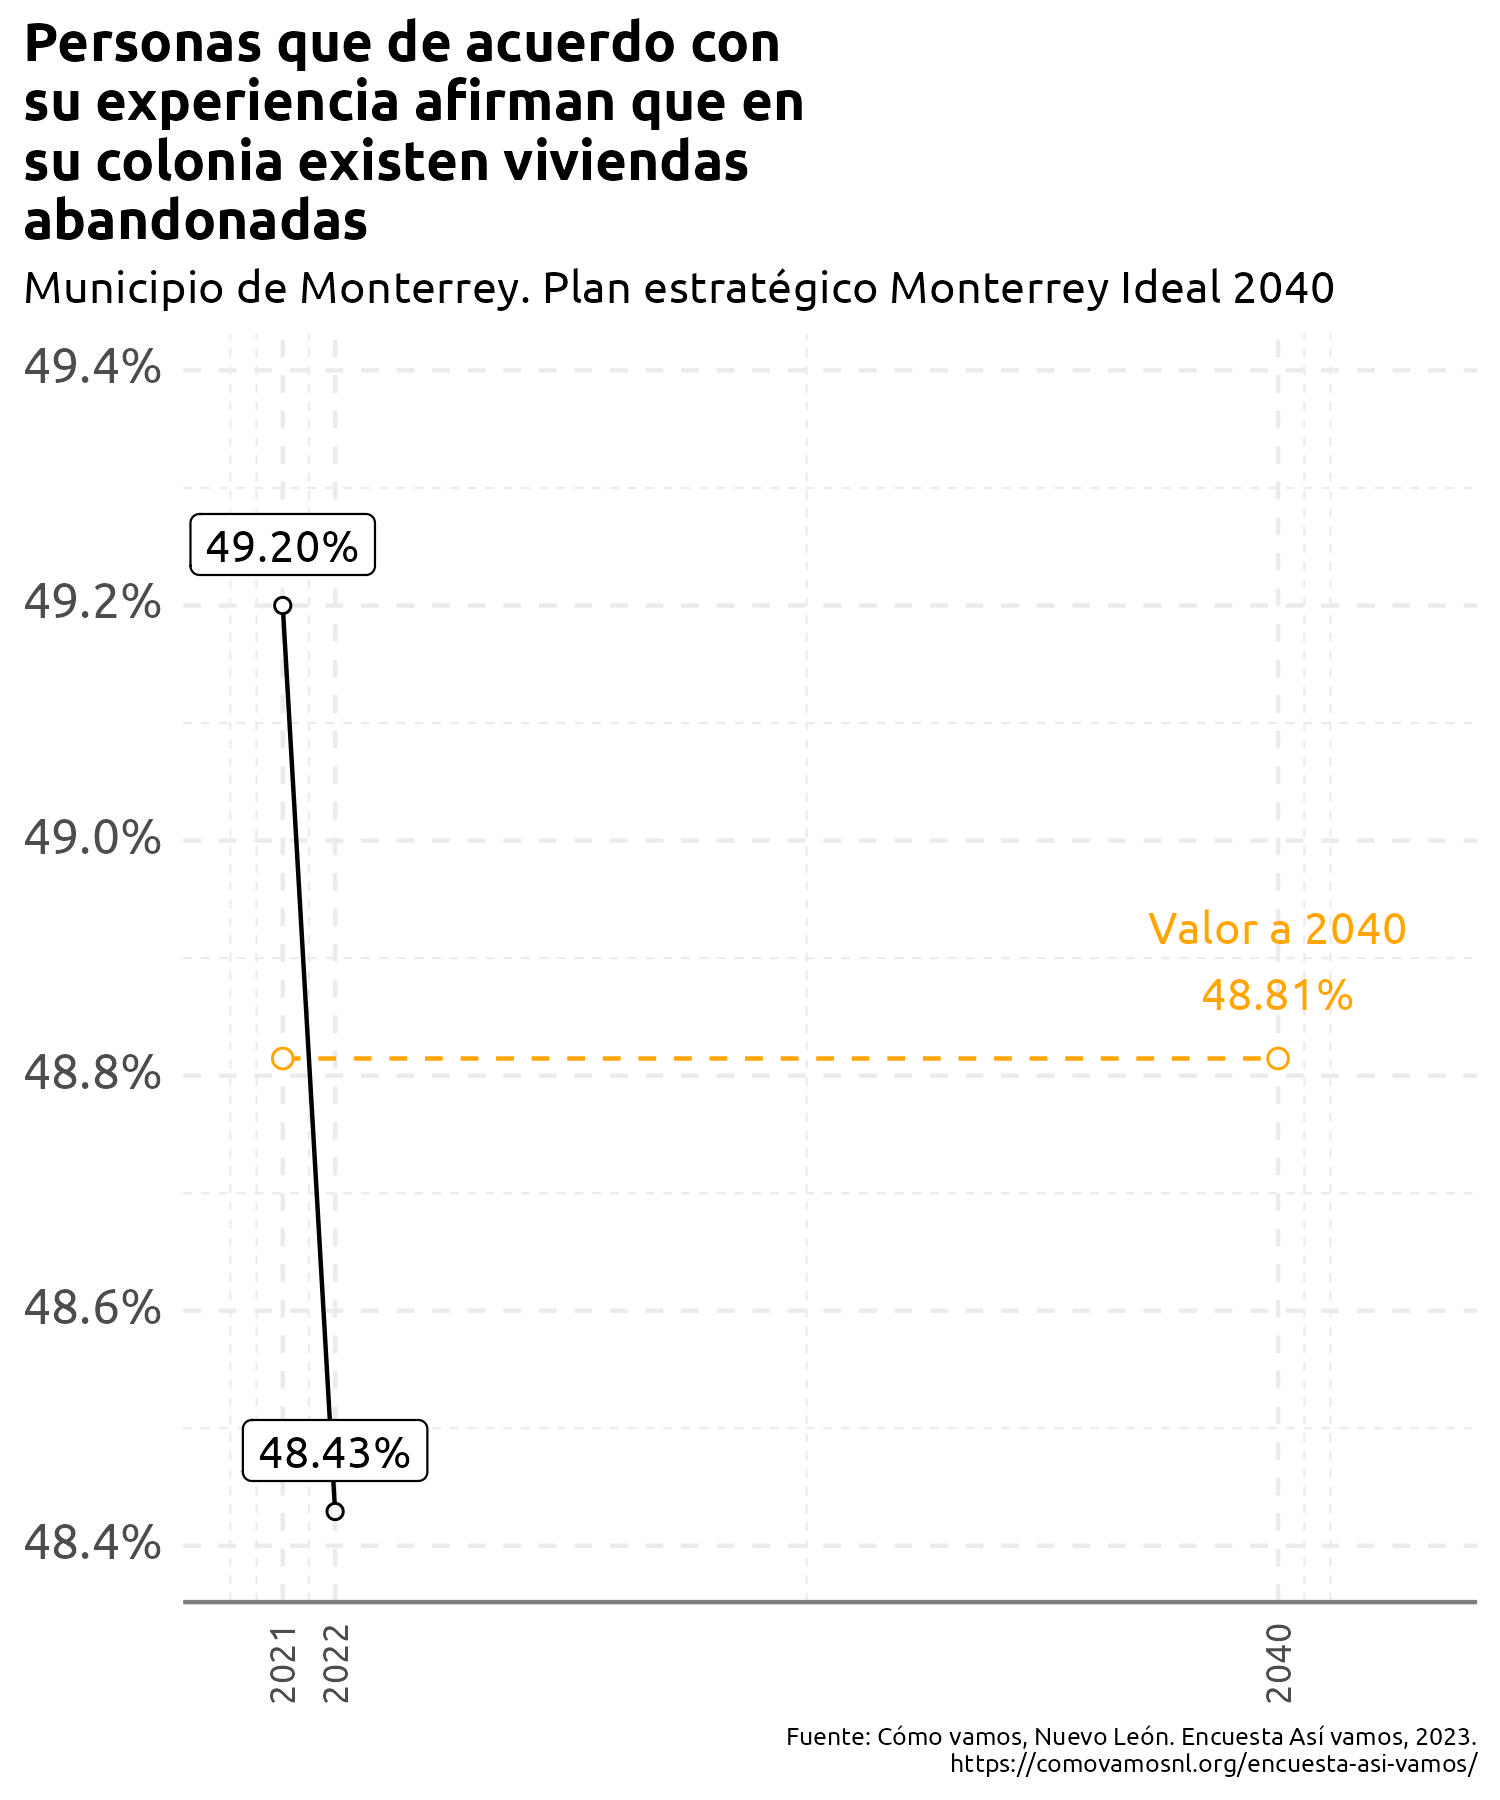 Personas que de acuerdo con
su experiencia afirman que en
su colonia existen viviendas
abandonadas
Municipio de Monterrey. Plan estratégico Monterrey Ideal 2040
49.4%
49.20%
49.2%
49.0%
Valor a 2040
48.81%
48.8%
48.6%
48.43%
48.4%
2021
2022
2040
Fuente: Cómo vamos, Nuevo León. Encuesta Así vamos, 2023.
https://comovamosnl.org/encuesta-asi-vamos/